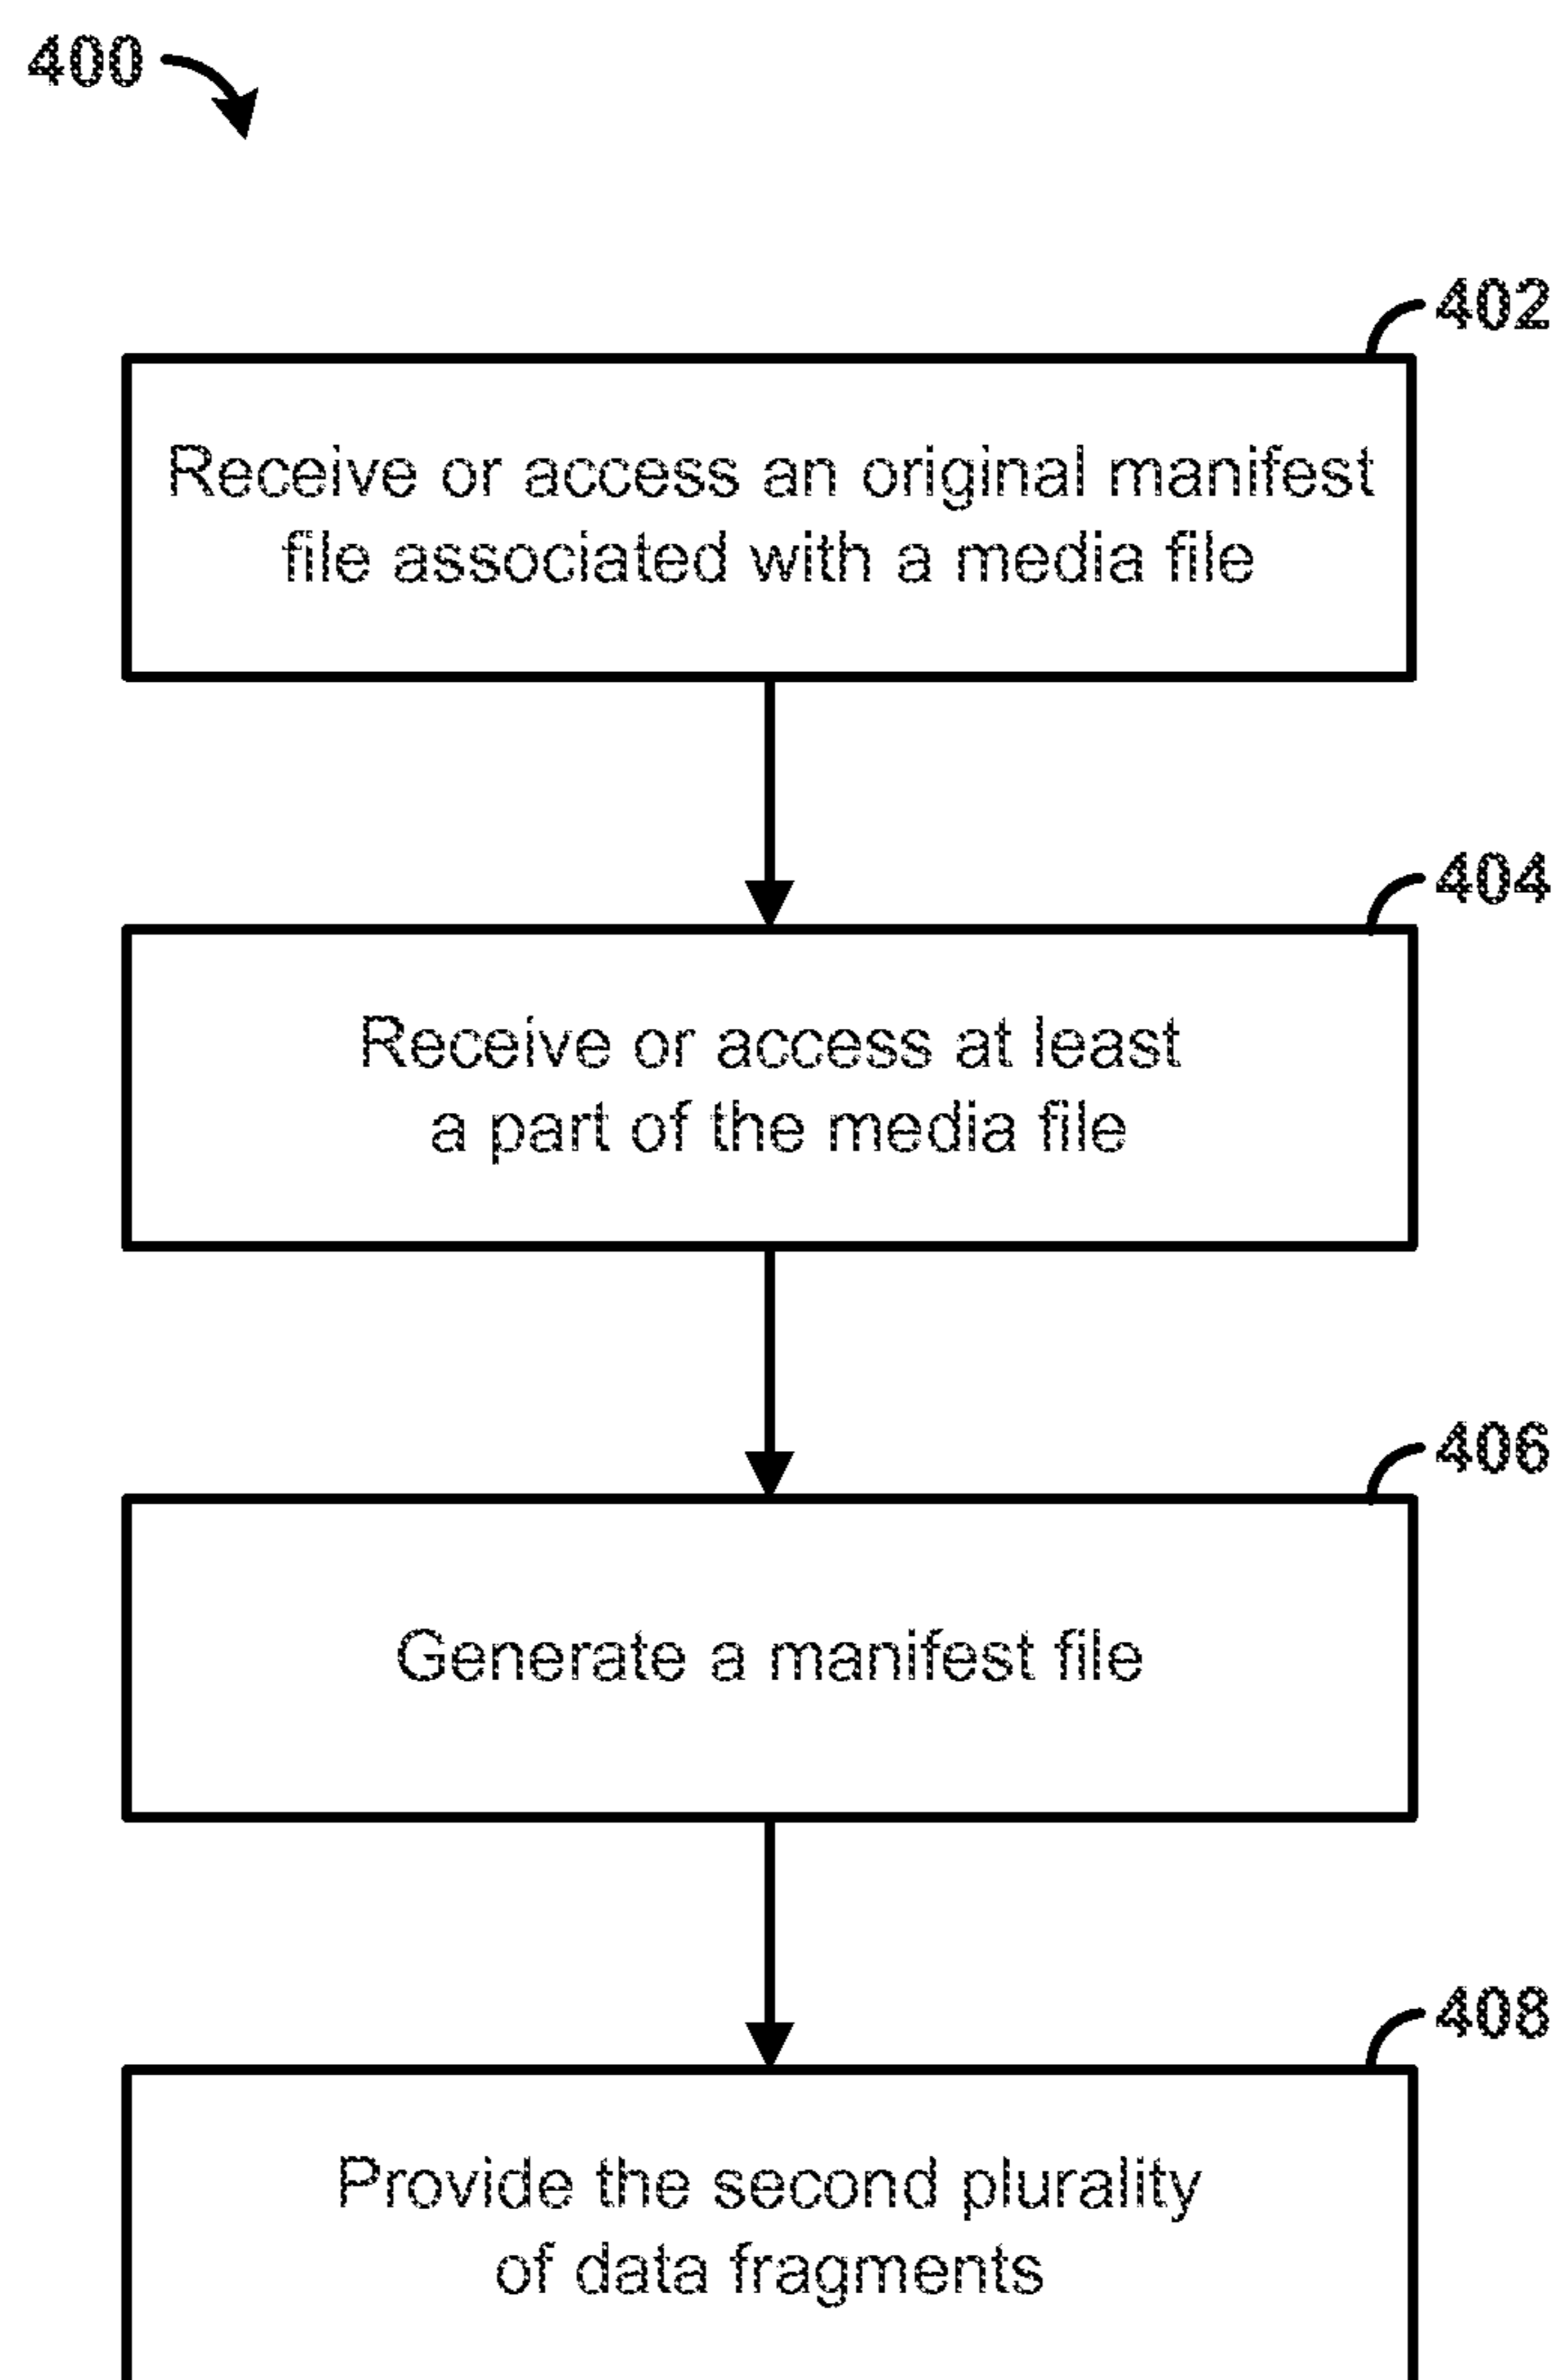 400
402
Receive or access an original manifest
file associated with a media file
404
Receive or access at least
a part of the media file
406
Generate a manifest file
408
Provide the second plurality
of data fragments